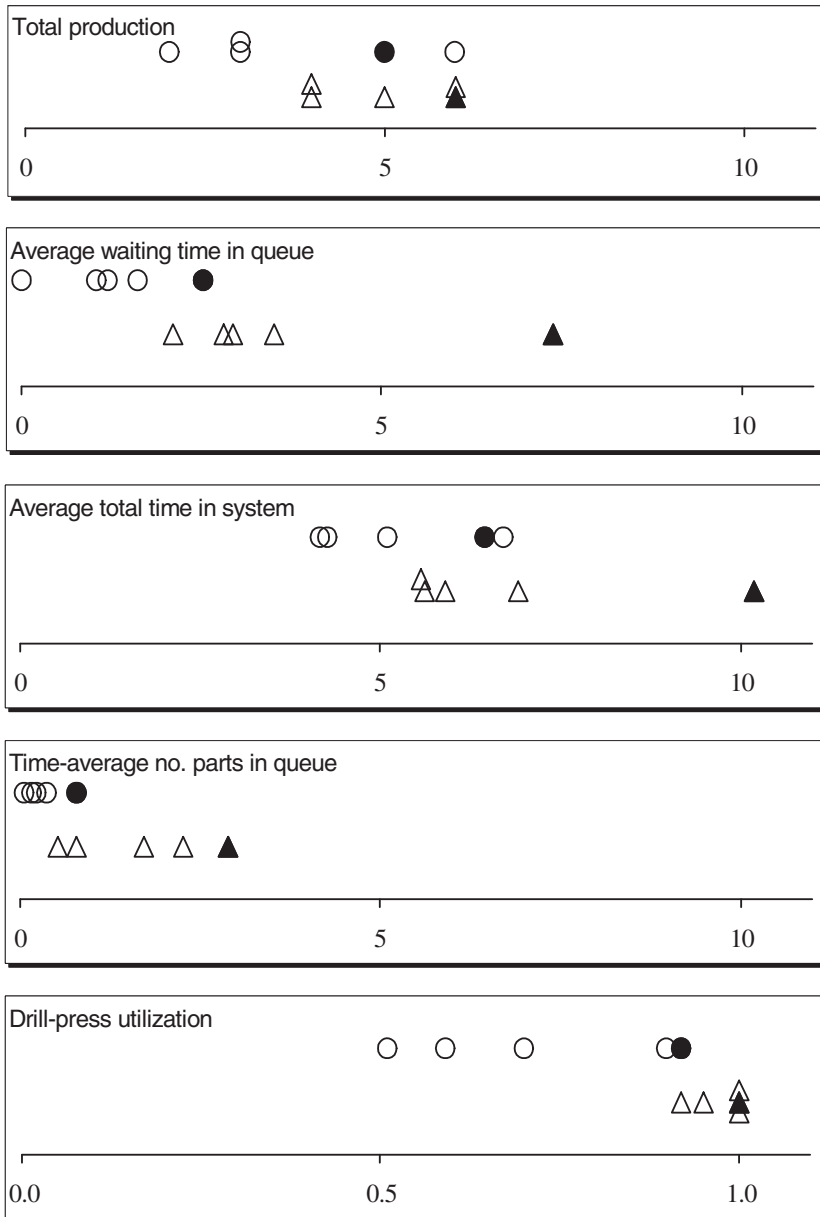 Total production
0 5 10
Average waiting time in queue
0 5 10
Average total time in system
0 5 10
Time-average no. parts in queue
0 5 10
Drill-press utilization
0.0 0.5 1.0